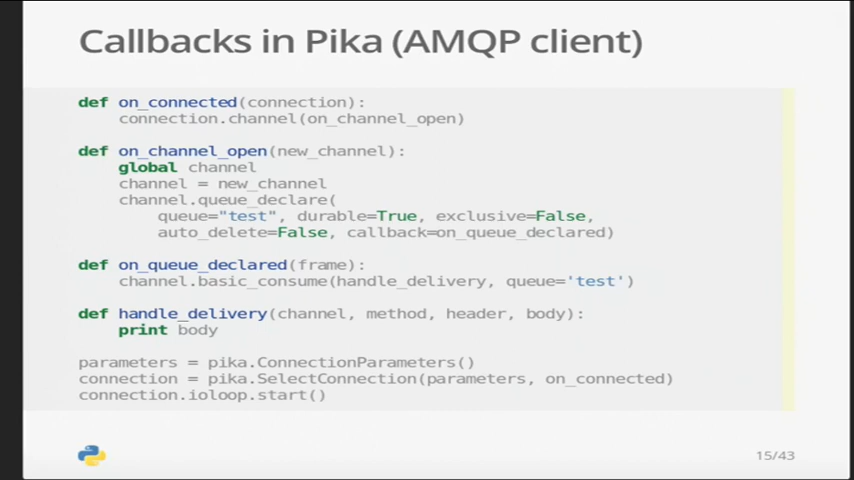 Callbacks in Pika (AMQP client)
def on_connected(connection):
    connection.channel(on_channel_open)
def on_channel_open(new_channel):
    global channel
    channel = new_channel
    channel.queue_declare(
        queue="test", durable=True, exclusive=False,
        auto_delete=False, callback=on_queue_declared)
def on_queue_declared(frame):
    channel.basic_consume(handle_delivery, queue='test')
def handle_delivery(channel, method, header, body):
    print body
parameters = pika.ConnectionParameters()
connection = pika.SelectConnection(parameters, on_connected)
connection.ioloop.start()
15/43